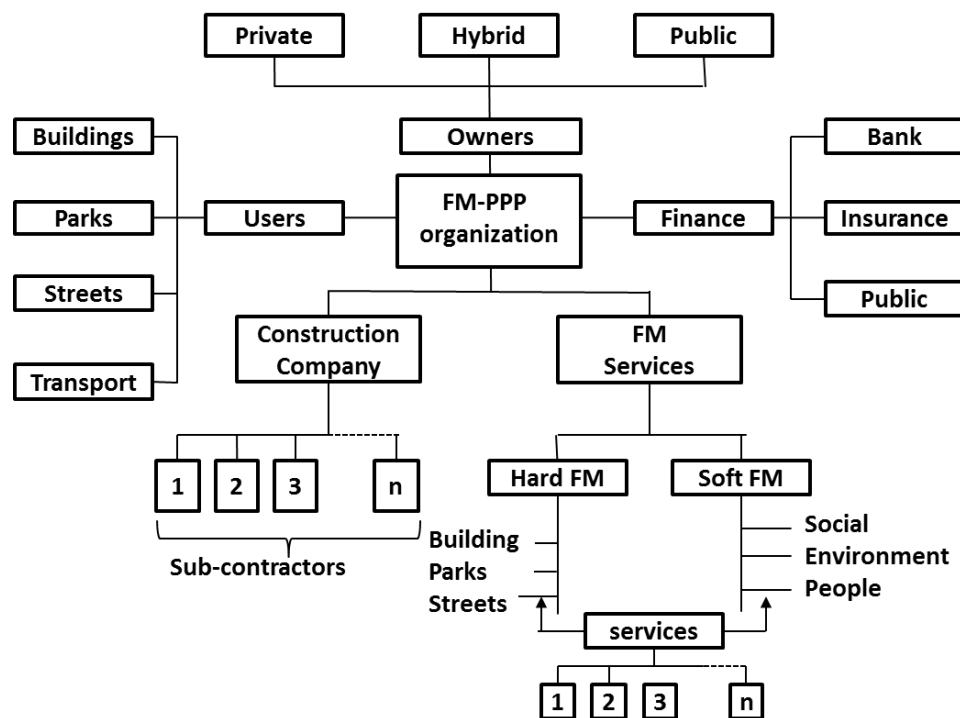 Private Hybrid Public
Buildings Owners Bank
Parks Users FM-PPP organization Finance Insurance
Streets Public
Transport
Construction Company
FM Services
1 2 3 n
Sub-contractors
Hard FM Soft FM
Building
Parks
Streets
Social
Environment
People
services
1 2 3 n